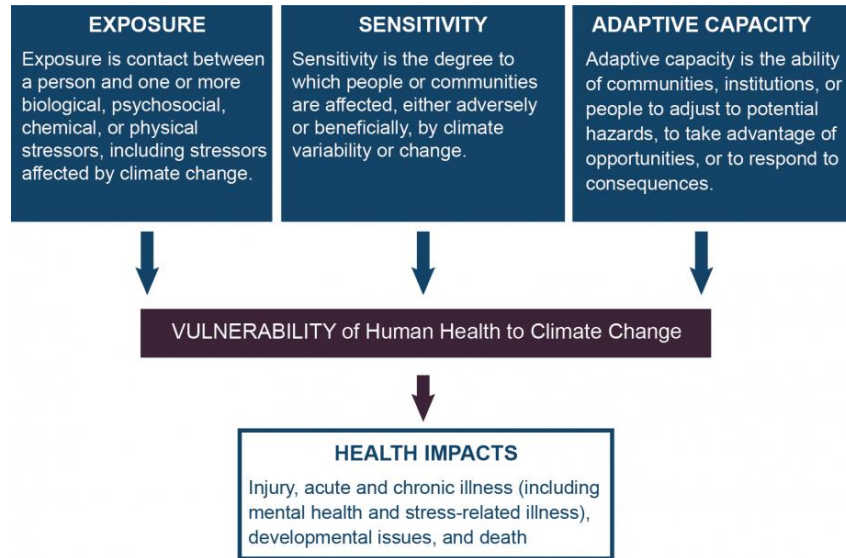 EXPOSURE
Exposure is contact between
a person and one or more
biological, psychosocial,
chemical, or physical
stressors, including stressors
affected by climate change.
SENSITIVITY
Sensitivity is the degree to
which people or communities
are affected, either adversely
or beneficially, by climate
variability or change.
ADAPTIVE CAPACITY
Adaptive capacity is the ability
of communities, institutions, or
people to adjust to potential
hazards, to take advantage of
opportunities, or to respond to
consequences.
VULNERABILITY of Human Health to Climate Change
HEALTH IMPACTS
Injury, acute and chronic illness (including
mental health and stress-related illness),
developmental issues, and death